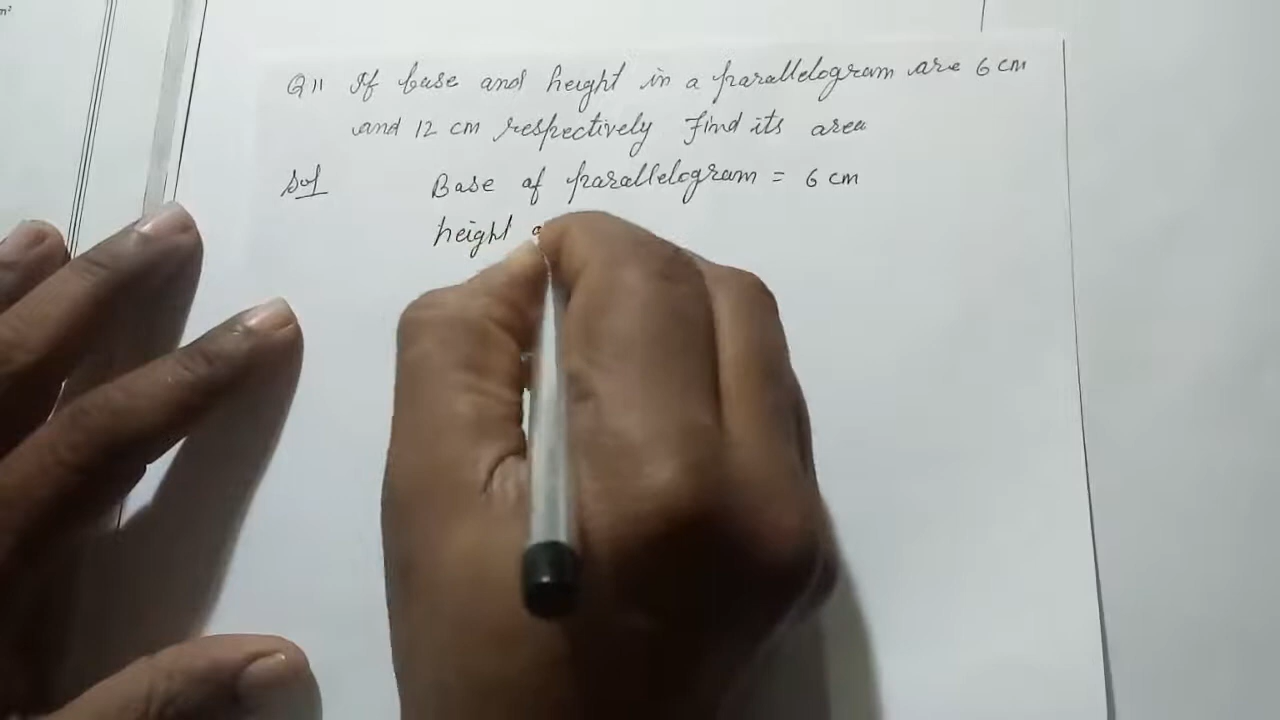 m²
Q11 If base and height in a parallelogram are 6 cm
and 12 cm respectively find its area
Sol Base of parallelogram = 6 cm
height